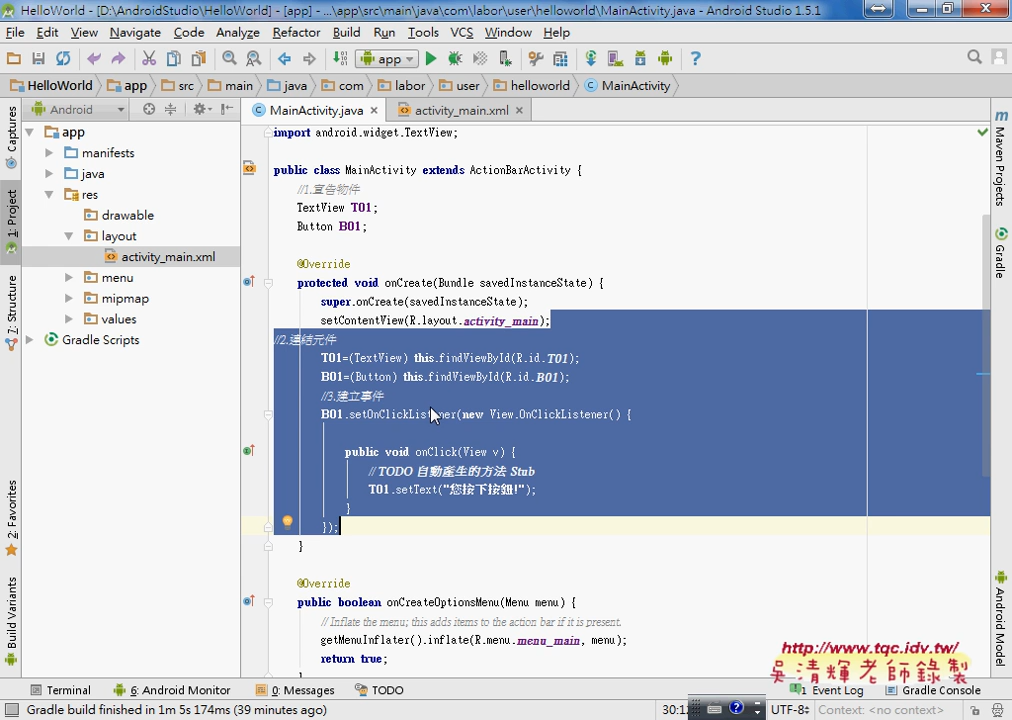 HelloWorld - [D:\AndroidStudio\HelloWorld] - [app] - ...\app\src\main\java\com\labor\user\helloworld\MainActivity.java - Android Studio 1.5.1
File Edit View Navigate Code Analyze Refactor Build Run Tools VCS Window Help
app
HelloWorld app src main java com labor user helloworld MainActivity
Android
MainActivity.java
activity_main.xml
Captures
1: Project
7: Structure
2: Favorites
Build Variants
app
manifests
java
res
drawable
layout
activity_main.xml
menu
mipmap
values
Gradle Scripts
import android.widget.TextView;
public class MainActivity extends ActionBarActivity {
//1.宣告物件
TextView T01;
Button B01;
@Override
protected void onCreate(Bundle savedInstanceState) {
super.onCreate(savedInstanceState);
setContentView(R.layout.activity_main);
//2.連結元件
T01=(TextView) this.findViewById(R.id.T01);
B01=(Button) this.findViewById(R.id.B01);
//3.建立事件
B01.setOnClickListener(new View.OnClickListener() {
public void onClick(View v) {
// TODO 自動產生的方法 Stub
T01.setText("您按下按鈕!");
}
});
}
@Override
public boolean onCreateOptionsMenu(Menu menu) {
// Inflate the menu; this adds items to the action bar if it is present.
getMenuInflater().inflate(R.menu.menu_main, menu);
return true;
Maven Projects
Gradle
Android Model
http://www.tqc.idv.tw/
吳清輝老師錄製
Terminal
6: Android Monitor
0: Messages
TODO
1 Event Log
Gradle Console
Gradle build finished in 1m 5s 174ms (39 minutes ago)
UTF-8
Context: <no context>